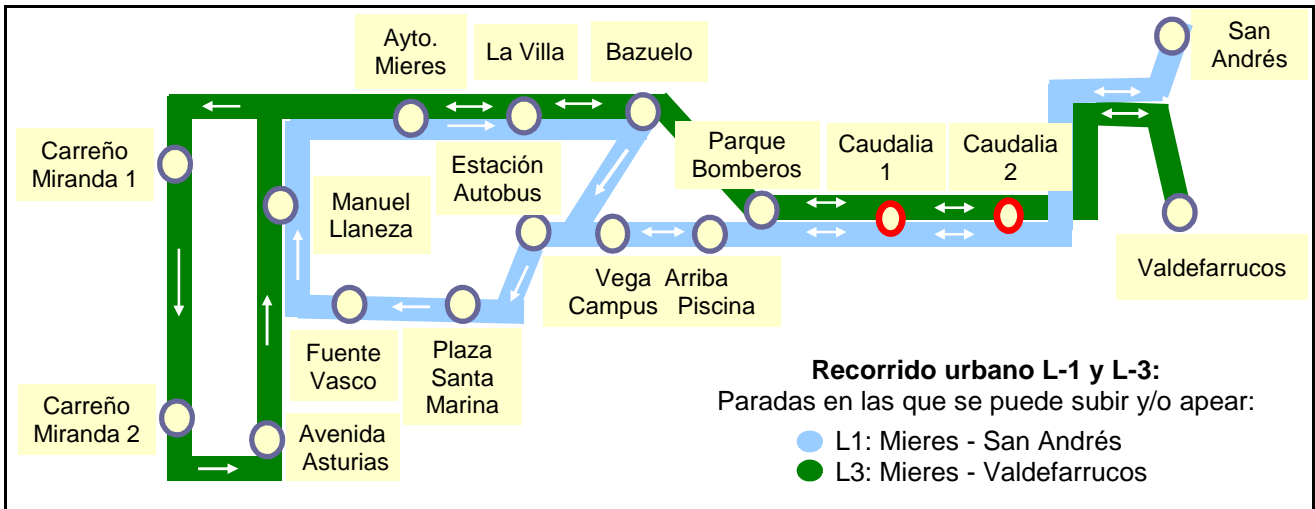 Ayto.
Mieres
La Villa
Bazuelo
San
Andrés
Carreño
Miranda 1
Manuel
Llaneza
Estación
Autobus
Parque
Bomberos
Caudalia
1
Caudalia
2
Valdefarrucos
Vega Arriba
Campus Piscina
Fuente
Vasco
Plaza
Santa
Marina
Carreño
Miranda 2
Avenida
Asturias
Recorrido urbano L-1 y L-3:
Paradas en las que se puede subir y/o apear:
L1: Mieres - San Andrés
L3: Mieres - Valdefarrucos